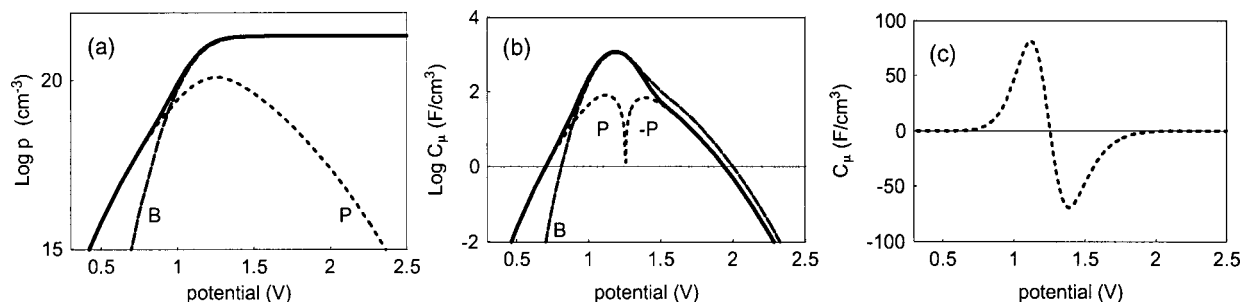 (a)
Log p (cm-3)
20
15
B
P
0.5 1 1.5 2 2.5
potential (V)
(b)
Log Cμ (F/cm3)
4
2
0
-2
P
-P
B
0.5 1 1.5 2 2.5
potential (V)
(c)
Cμ (F/cm3)
100
50
0
-50
-100
0.5 1 1.5 2 2.5
potential (V)